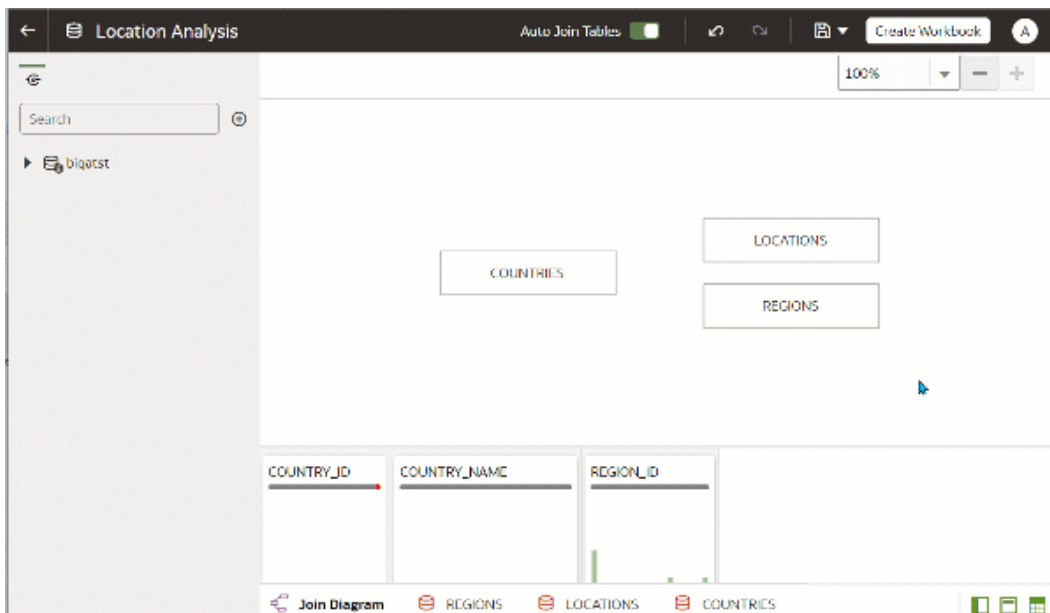 Location Analysis
Auto Join Tables
Create Workbook
A
100%
Search
biqatst
LOCATIONS
COUNTRIES
REGIONS
COUNTRY_ID
COUNTRY_NAME
REGION_ID
Join Diagram
REGIONS
LOCATIONS
COUNTRIES